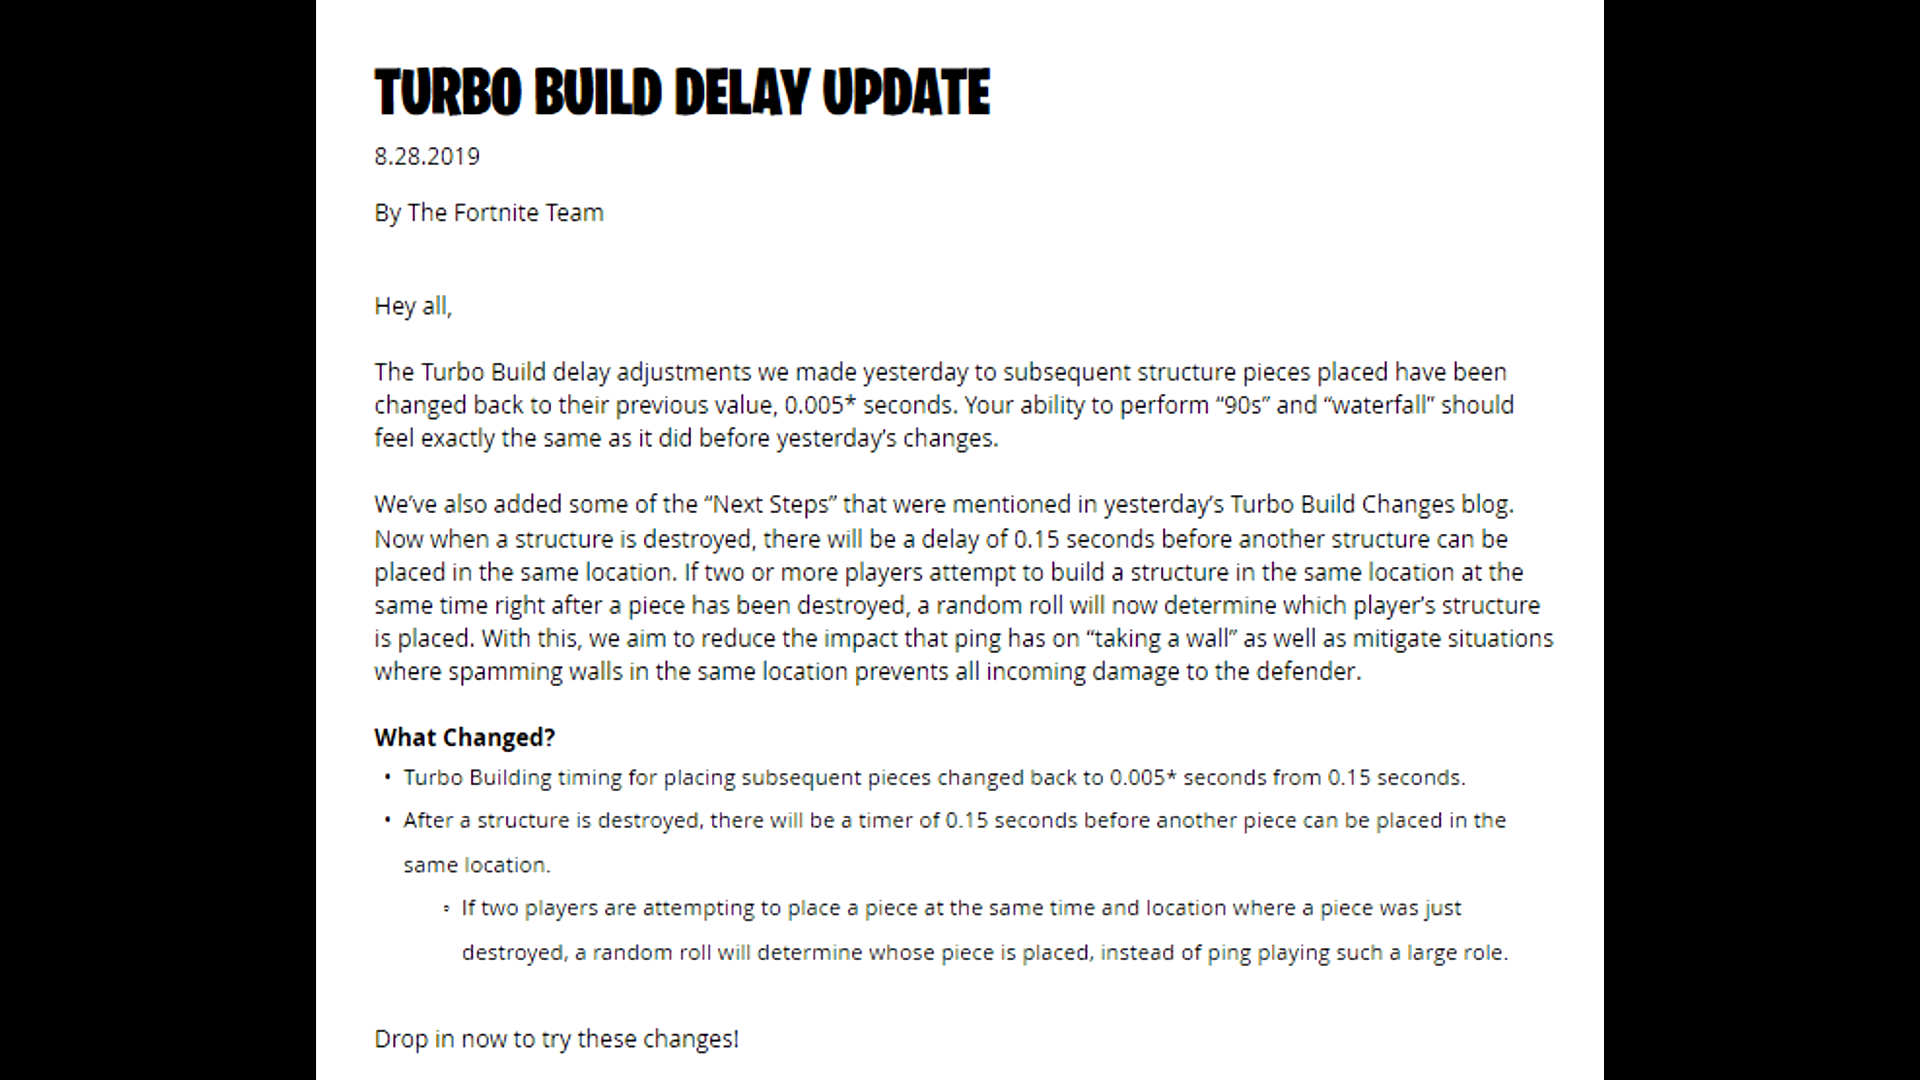 TURBO BUILD DELAY UPDATE
8.28.2019
By The Fortnite Team
Hey all,
The Turbo Build delay adjustments we made yesterday to subsequent structure pieces placed have been
changed back to their previous value, 0.005* seconds. Your ability to perform “90s” and “waterfall” should
feel exactly the same as it did before yesterday’s changes.
We’ve also added some of the “Next Steps” that were mentioned in yesterday’s Turbo Build Changes blog.
Now when a structure is destroyed, there will be a delay of 0.15 seconds before another structure can be
placed in the same location. If two or more players attempt to build a structure in the same location at the
same time right after a piece has been destroyed, a random roll will now determine which player’s structure
is placed. With this, we aim to reduce the impact that ping has on “taking a wall” as well as mitigate situations
where spamming walls in the same location prevents all incoming damage to the defender.
What Changed?
• Turbo Building timing for placing subsequent pieces changed back to 0.005* seconds from 0.15 seconds.
• After a structure is destroyed, there will be a timer of 0.15 seconds before another piece can be placed in the
same location.
◦ If two players are attempting to place a piece at the same time and location where a piece was just
destroyed, a random roll will determine whose piece is placed, instead of ping playing such a large role.
Drop in now to try these changes!